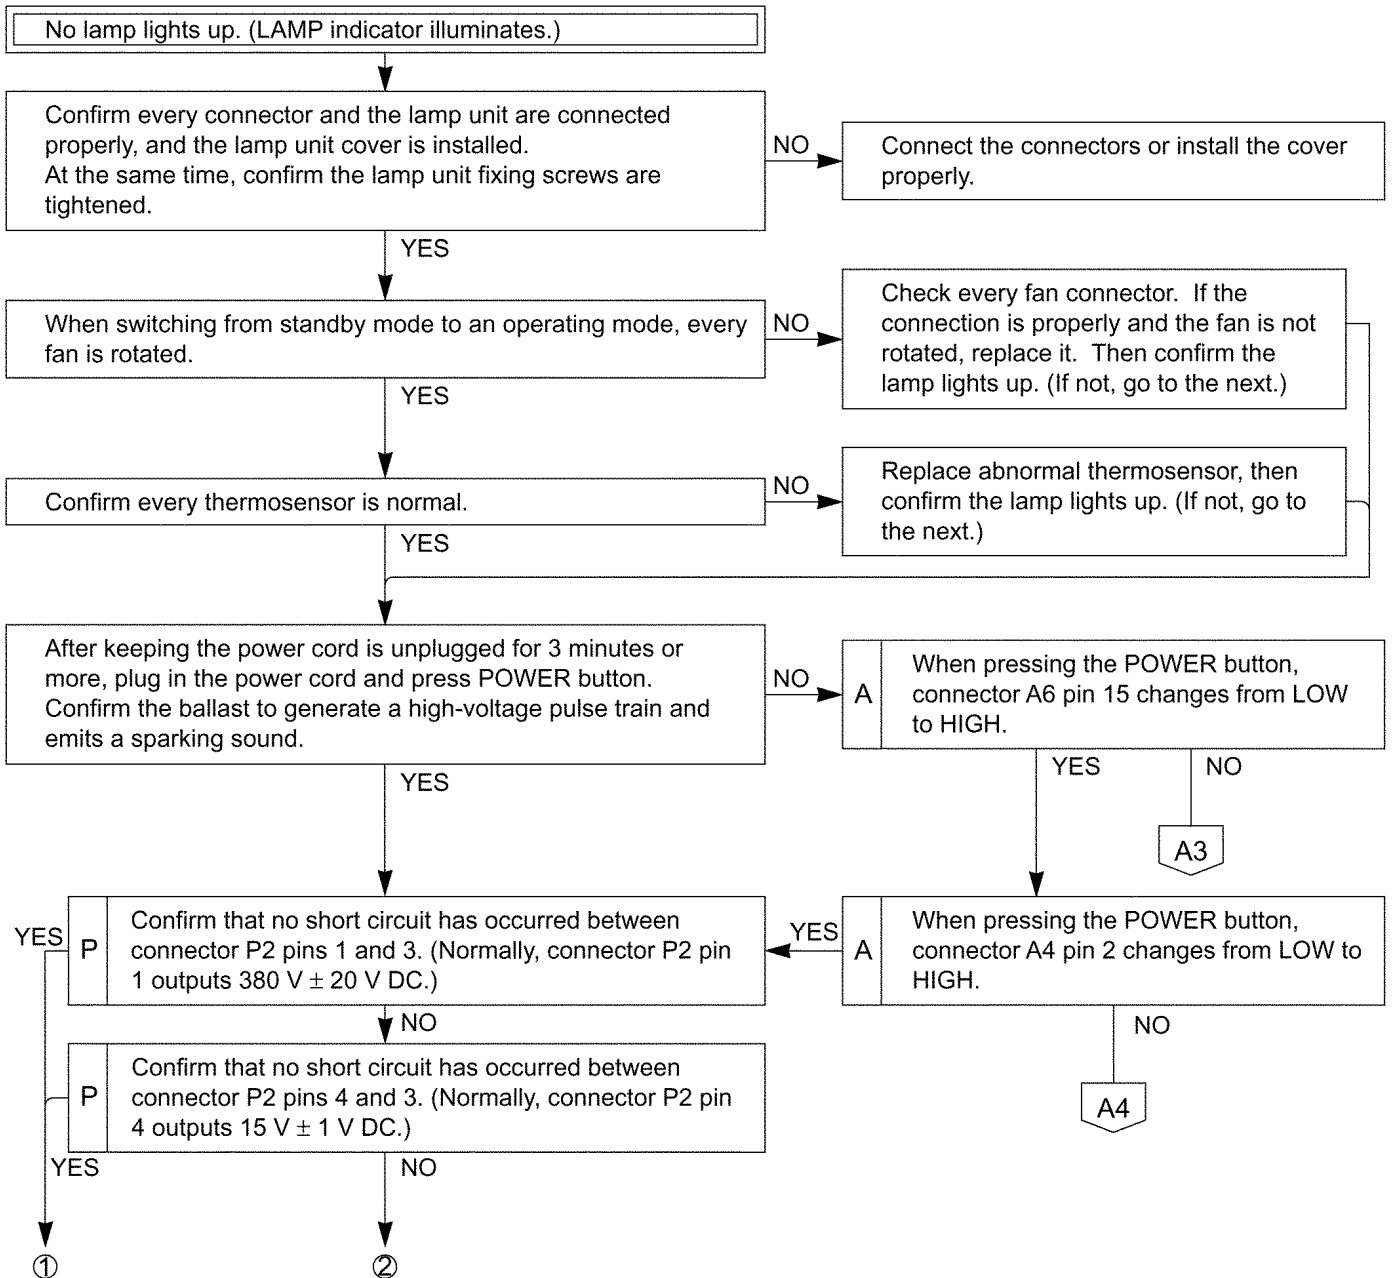 No lamp lights up. (LAMP indicator illuminates.)
Confirm every connector and the lamp unit are connected
properly, and the lamp unit cover is installed.
At the same time, confirm the lamp unit fixing screws are
tightened.
NO
Connect the connectors or install the cover
properly.
YES
When switching from standby mode to an operating mode, every
fan is rotated.
NO
Check every fan connector.  If the
connection is properly and the fan is not
rotated, replace it.  Then confirm the
lamp lights up. (If not, go to the next.)
YES
Confirm every thermosensor is normal.
NO
Replace abnormal thermosensor, then
confirm the lamp lights up. (If not, go to
the next.)
YES
After keeping the power cord is unplugged for 3 minutes or
more, plug in the power cord and press POWER button.
Confirm the ballast to generate a high-voltage pulse train and
emits a sparking sound.
NO
A
When pressing the POWER button,
connector A6 pin 15 changes from LOW
to HIGH.
YES
YES
NO
A3
YES
P
Confirm that no short circuit has occurred between
connector P2 pins 1 and 3. (Normally, connector P2 pin
1 outputs 380 V ± 20 V DC.)
YES
A
When pressing the POWER button,
connector A4 pin 2 changes from LOW to
HIGH.
NO
NO
A4
P
Confirm that no short circuit has occurred between
connector P2 pins 4 and 3. (Normally, connector P2 pin
4 outputs 15 V ± 1 V DC.)
YES
NO
①
②